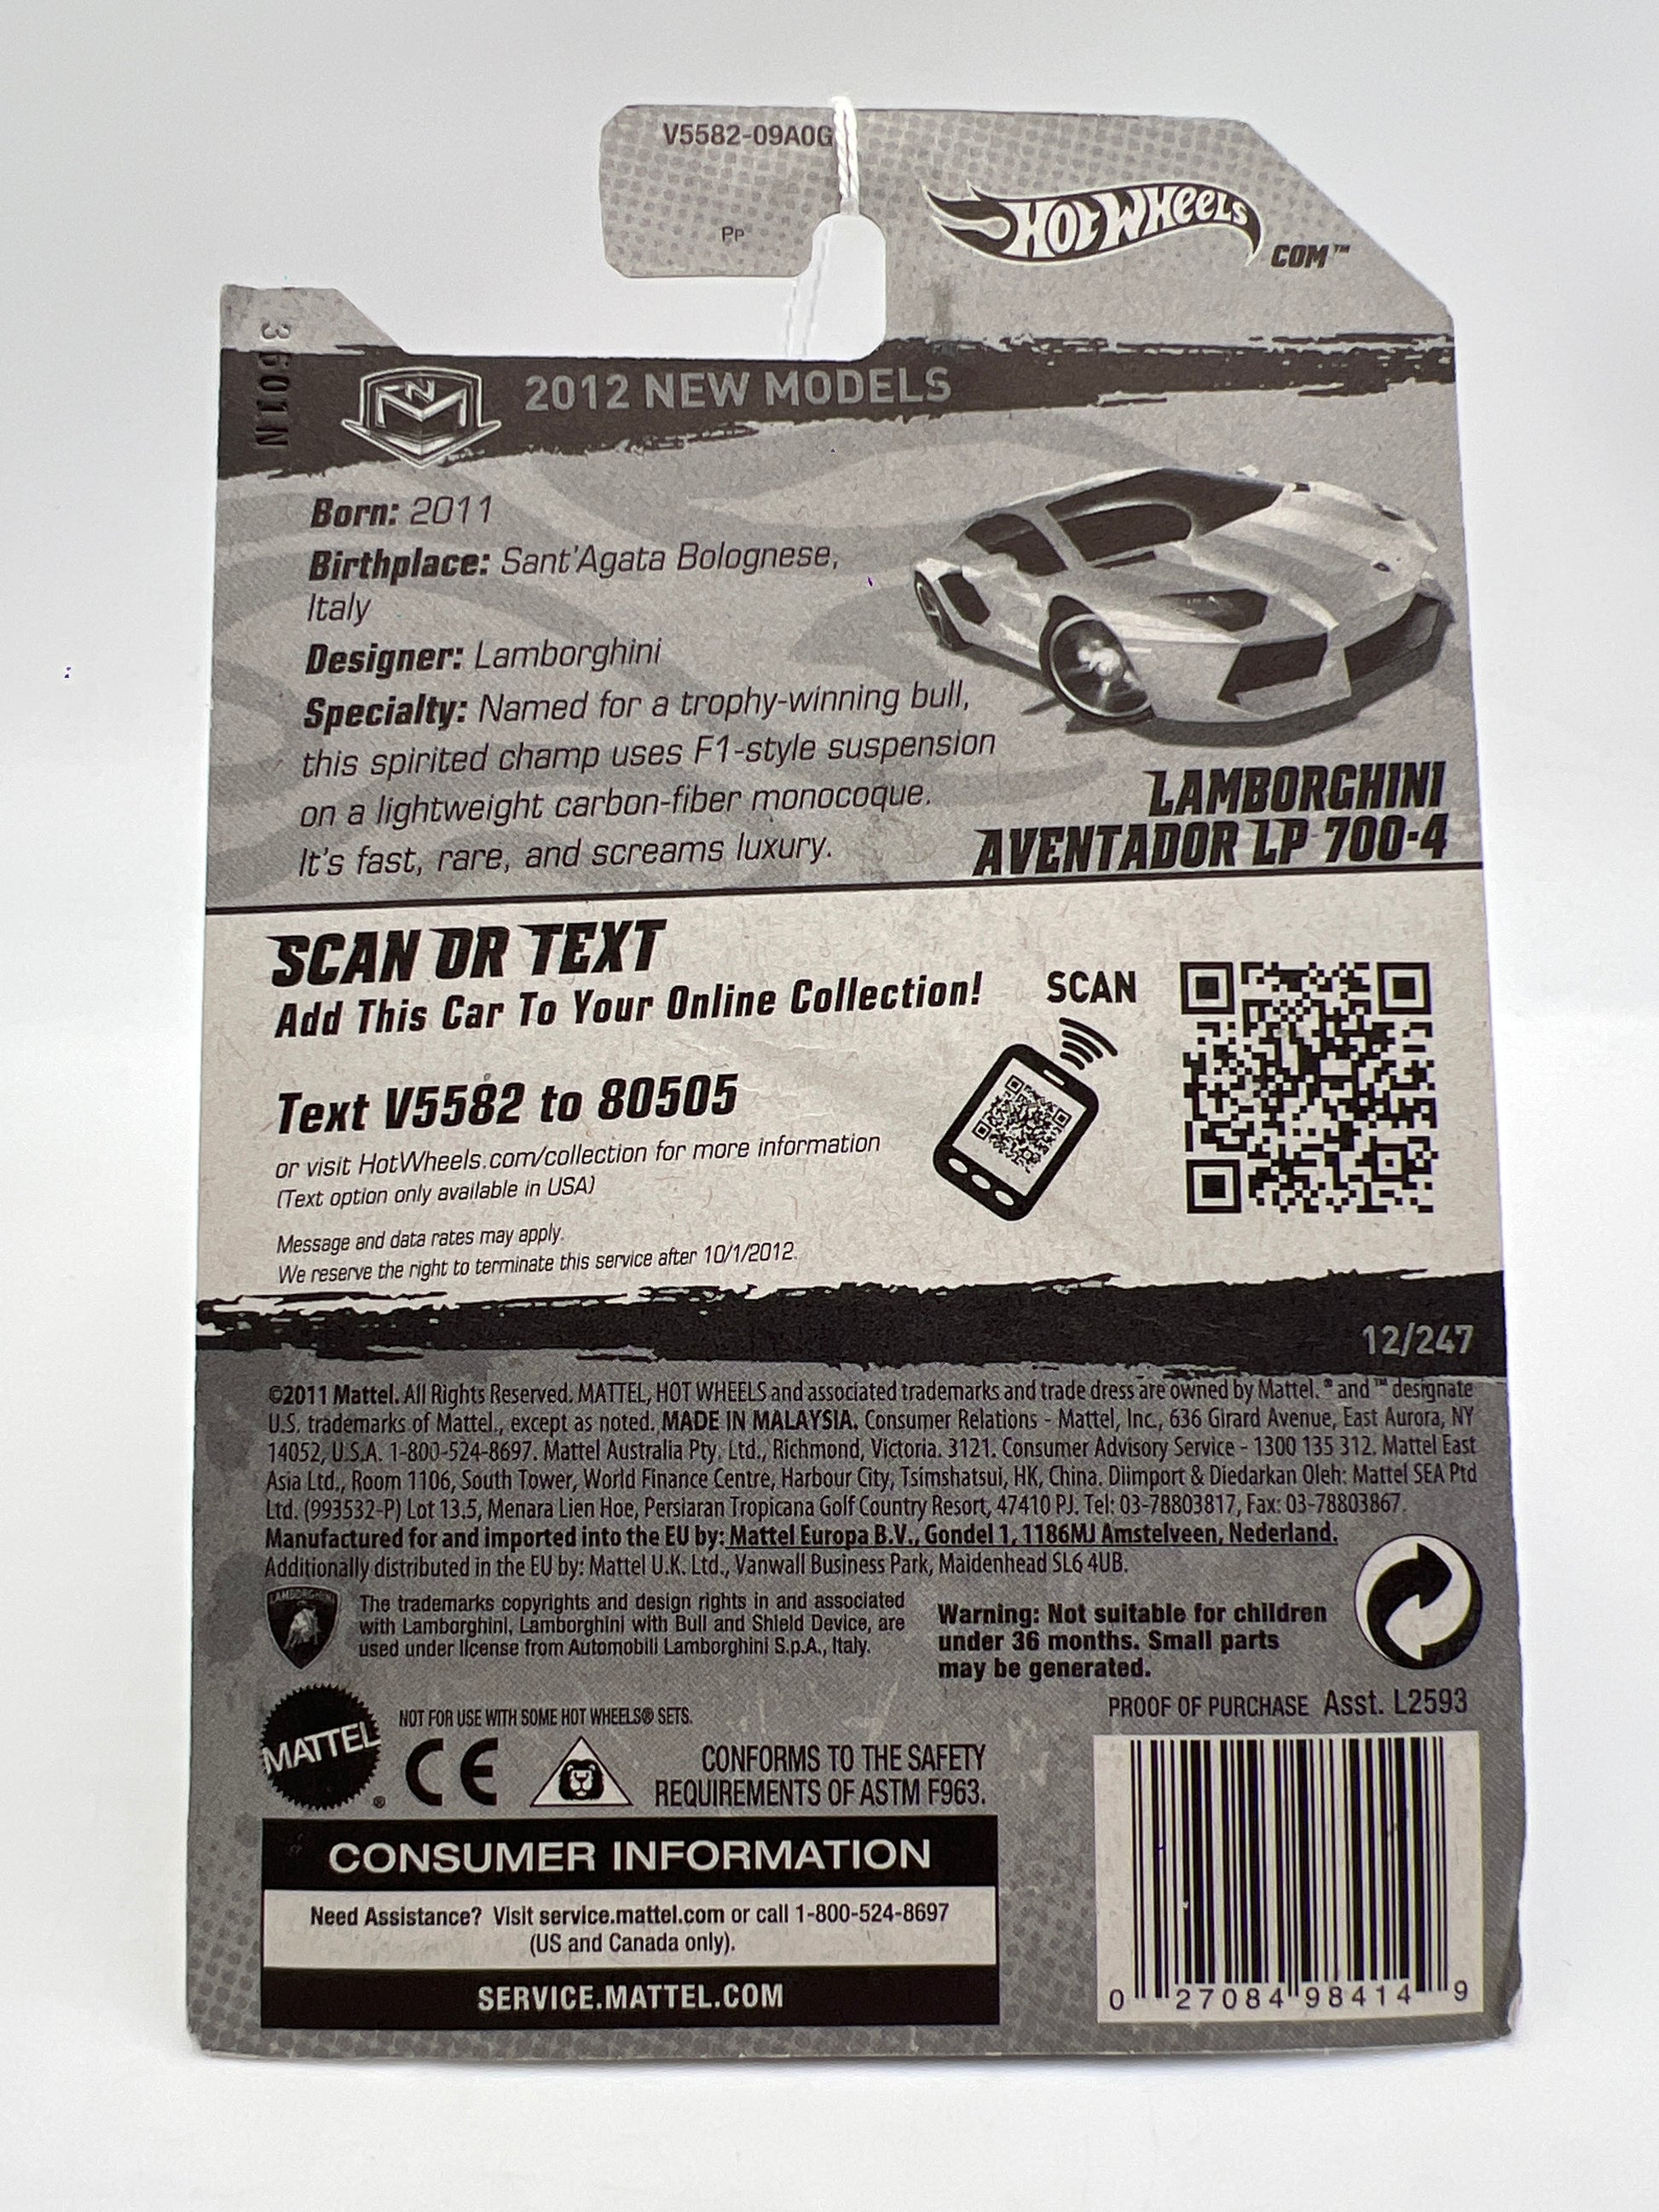 V5582-09A0G
Pp
HOT WHeeLs
COM™
3601N
NM
2012 NEW MODELS
Born: 2011
Birthplace: Sant'Agata Bolognese,
Italy
Designer: Lamborghini
Specialty: Named for a trophy-winning bull,
this spirited champ uses F1-style suspension
on a lightweight carbon-fiber monocoque.
It's fast, rare, and screams luxury.
LAMBORGHINI
AVENTADOR LP 700-4
SCAN OR TEXT
Add This Car To Your Online Collection!
SCAN
Text V5582 to 80505
or visit HotWheels.com/collection for more information
(Text option only available in USA)
Message and data rates may apply.
We reserve the right to terminate this service after 10/1/2012.
12/247
©2011 Mattel. All Rights Reserved. MATTEL, HOT WHEELS and associated trademarks and trade dress are owned by Mattel. ® and ™ designate
U.S. trademarks of Mattel., except as noted. MADE IN MALAYSIA. Consumer Relations - Mattel, Inc., 636 Girard Avenue, East Aurora, NY
14052, U.S.A. 1-800-524-8697. Mattel Australia Pty. Ltd., Richmond, Victoria. 3121. Consumer Advisory Service - 1300 135 312. Mattel East
Asia Ltd., Room 1106, South Tower, World Finance Centre, Harbour City, Tsimshatsui, HK, China. Diimport & Diedarkan Oleh: Mattel SEA Ptd
Ltd. (993532-P) Lot 13.5, Menara Lien Hoe, Persiaran Tropicana Golf Country Resort, 47410 PJ. Tel: 03-78803817, Fax: 03-78803867.
Manufactured for and imported into the EU by: Mattel Europa B.V., Gondel 1, 1186MJ Amstelveen, Nederland.
Additionally distributed in the EU by: Mattel U.K. Ltd., Vanwall Business Park, Maidenhead SL6 4UB.
LAMBORGHINI
The trademarks copyrights and design rights in and associated
with Lamborghini, Lamborghini with Bull and Shield Device, are
used under license from Automobili Lamborghini S.p.A., Italy.
Warning: Not suitable for children
under 36 months. Small parts
may be generated.
PROOF OF PURCHASE Asst. L2593
MATTEL®
NOT FOR USE WITH SOME HOT WHEELS® SETS.
CE
CONFORMS TO THE SAFETY
REQUIREMENTS OF ASTM F963.
CONSUMER INFORMATION
Need Assistance? Visit service.mattel.com or call 1-800-524-8697
(US and Canada only).
SERVICE.MATTEL.COM
0 27084 98414 9